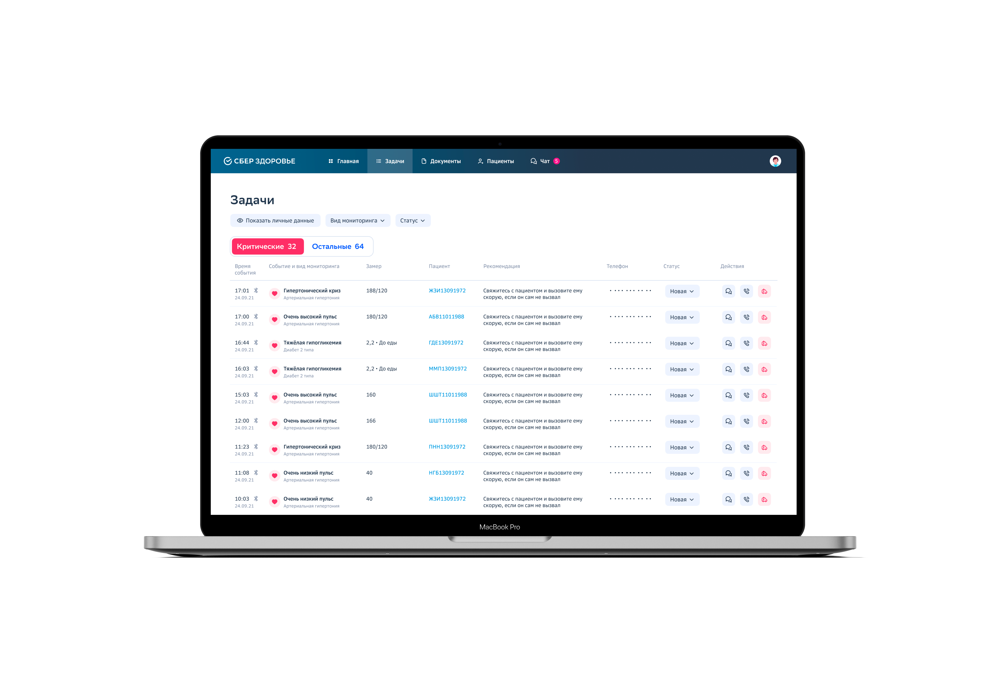 СБЕР ЗДОРОВЬЕ Главная Задачи Документы Пациенты Чат 5
Задачи
Показать личные данные Вид мониторинга Статус
Критические 32 Остальные 64
Время события Событие и вид мониторинга Замер Пациент Рекомендация Телефон Статус Действия
17:01 Гипертонический криз 188/120 ЖЗИ13091972 Свяжитесь с пациентом и вызовите ему Новая
24.09.21 Артериальная гипертония скорую, если он сам не вызвал
17:00 Очень высокий пульс 180/120 АБВ11011988 Свяжитесь с пациентом и вызовите ему Новая
24.09.21 Артериальная гипертония скорую, если он сам не вызвал
16:44 Тяжёлая гипогликемия 2,2 • До еды ГДЕ13091972 Свяжитесь с пациентом и вызовите ему Новая
24.09.21 Диабет 2 типа скорую, если он сам не вызвал
16:03 Тяжёлая гипогликемия 2,2 • До еды ММП13091972 Свяжитесь с пациентом и вызовите ему Новая
24.09.21 Диабет 2 типа скорую, если он сам не вызвал
15:03 Очень высокий пульс 160 ШШТ11011988 Свяжитесь с пациентом и вызовите ему Новая
24.09.21 Артериальная гипертония скорую, если он сам не вызвал
12:00 Очень высокий пульс 166 ШШТ11011988 Свяжитесь с пациентом и вызовите ему Новая
24.09.21 Артериальная гипертония скорую, если он сам не вызвал
11:23 Гипертонический криз 180/120 ПНН13091972 Свяжитесь с пациентом и вызовите ему Новая
24.09.21 Артериальная гипертония скорую, если он сам не вызвал
11:08 Очень низкий пульс 40 НГБ13091972 Свяжитесь с пациентом и вызовите ему Новая
24.09.21 Артериальная гипертония скорую, если он сам не вызвал
10:03 Очень низкий пульс 40 ЖЗИ13091972 Свяжитесь с пациентом и вызовите ему Новая
24.09.21 Артериальная гипертония скорую, если он сам не вызвал
MacBook Pro